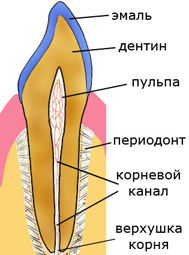 эмаль
дентин
пульпа
периодонт
корневой
канал
верхушка
корня